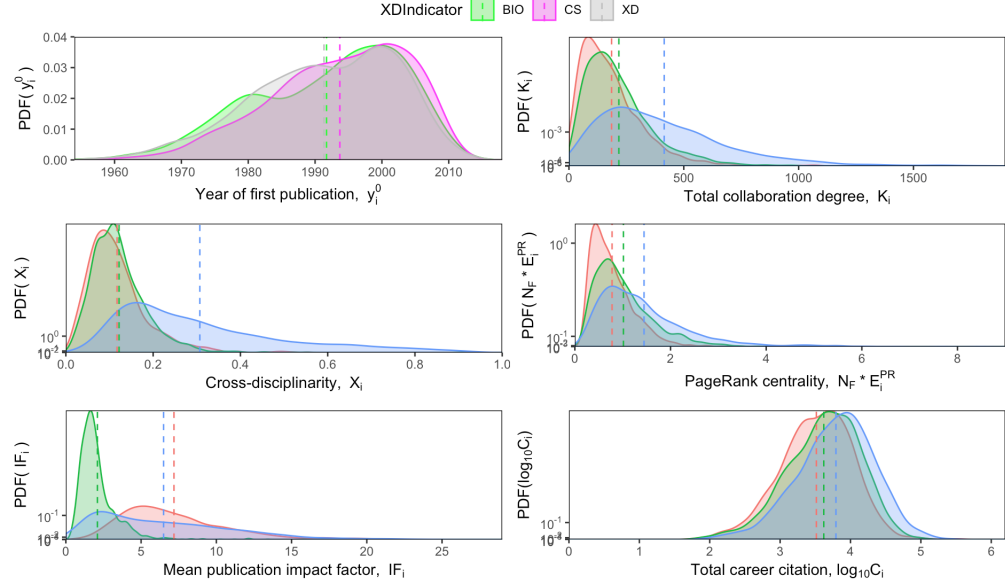 XDIndicator BIO CS XD
PDF( y_i^0 )
0.04
0.03
0.02
0.01
0.00
1960 1970 1980 1990 2000 2010
Year of first publication, y_i^0
PDF( K_i )
10^-3
0 500 1000 1500
Total collaboration degree, K_i
PDF( X_i )
10^0
0.0 0.2 0.4 0.6 0.8 1.0
Cross-disciplinarity, X_i
PDF( N_F * E_i^PR )
10^0
10^-1
0 2 4 6 8
PageRank centrality, N_F * E_i^PR
PDF( IF_i )
10^-1
0 5 10 15 20 25
Mean publication impact factor, IF_i
PDF(log_10 C_i)
10^-1
0 1 2 3 4 5 6
Total career citation, log_10 C_i